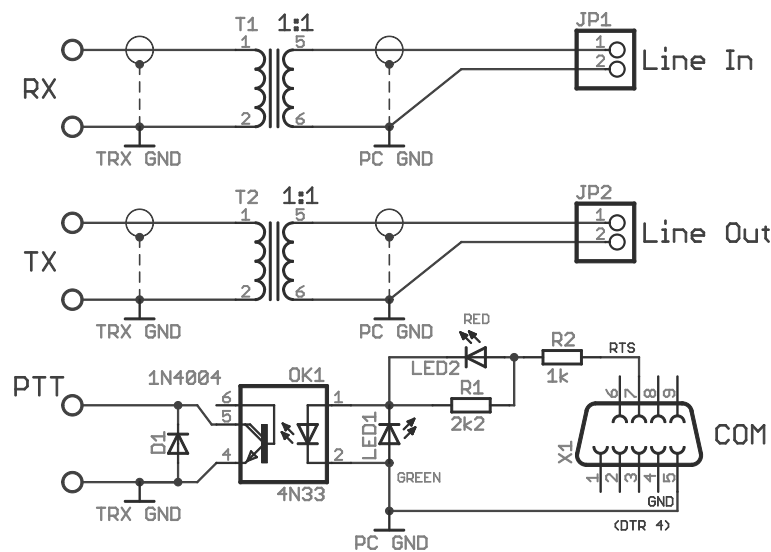 T1 1:1 JP1
1 5 1
2
RX Line In
2 6
TRX GND PC GND
T2 1:1 JP2
1 5 1
2
TX Line Out
2 6
TRX GND PC GND
RED
LED2 R2 RTS
1k
PTT 1N4004 OK1 R1
6 1 2k2 6 7 8 9
5
D1 LED1 X1 COM
4 2
GREEN
4N33 1 2 3 4 5
GND
TRX GND (DTR 4)
PC GND